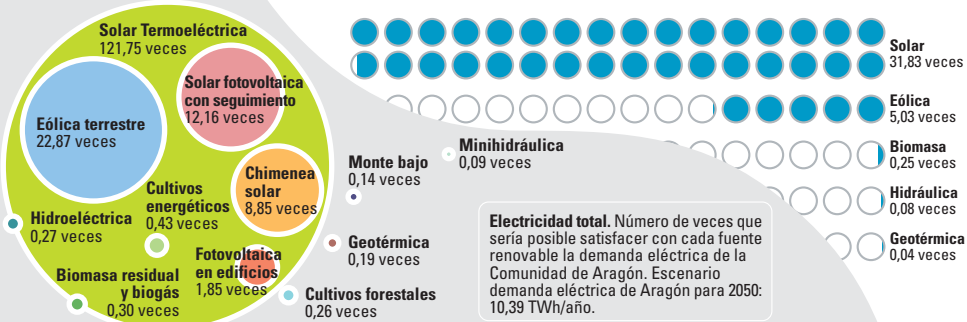 Solar Termoeléctrica
121,75 veces
Eólica terrestre
22,87 veces
Solar fotovoltaica
con seguimiento
12,16 veces
Chimenea
solar
8,85 veces
Cultivos
energéticos
0,43 veces
Hidroeléctrica
0,27 veces
Fotovoltaica
en edificios
1,85 veces
Biomasa residual
y biogás
0,30 veces
Monte bajo
0,14 veces
Minihidráulica
0,09 veces
Geotérmica
0,19 veces
Cultivos forestales
0,26 veces
Electricidad total. Número de veces que
sería posible satisfacer con cada fuente
renovable la demanda eléctrica de la
Comunidad de Aragón. Escenario
demanda eléctrica de Aragón para 2050:
10,39 TWh/año.
Solar
31,83 veces
Eólica
5,03 veces
Biomasa
0,25 veces
Hidráulica
0,08 veces
Geotérmica
0,04 veces